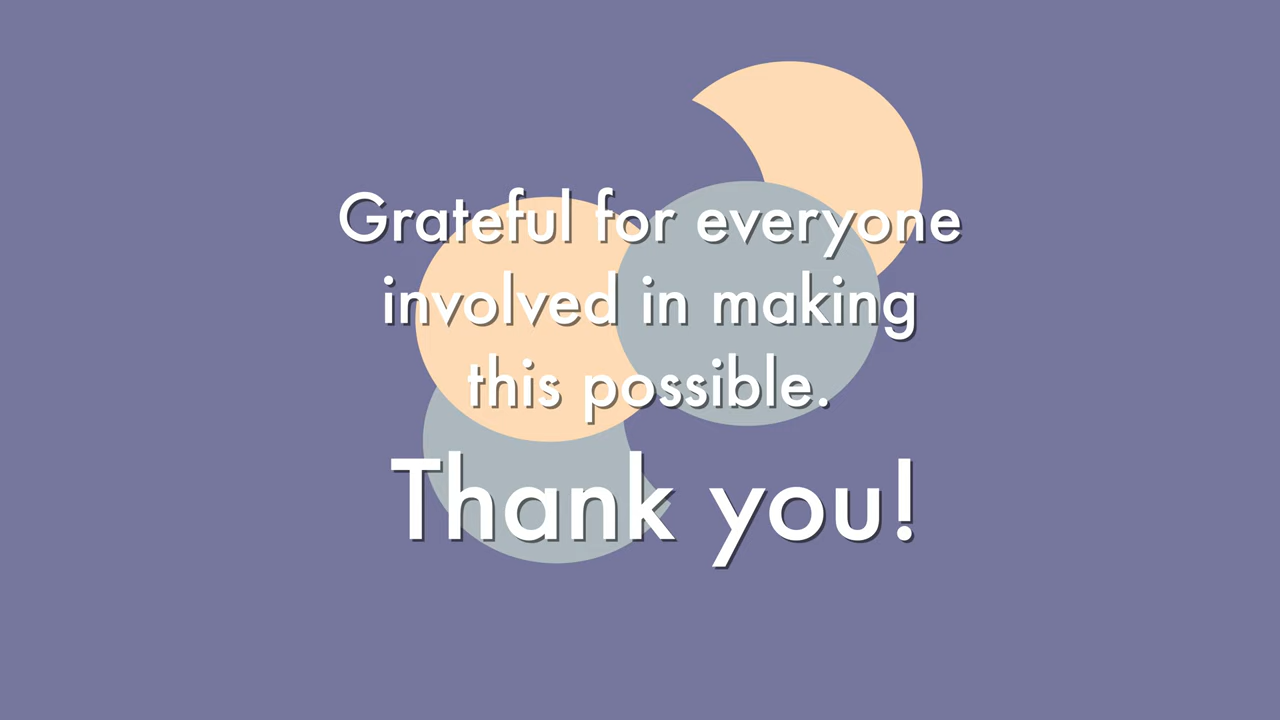 Grateful for everyone
involved in making
this possible.
Thank you!